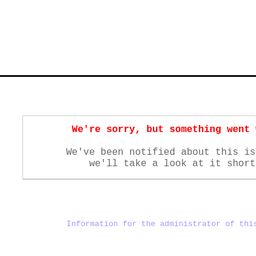 We're sorry, but something went
We've been notified about this is
we'll take a look at it short
Information for the administrator of this